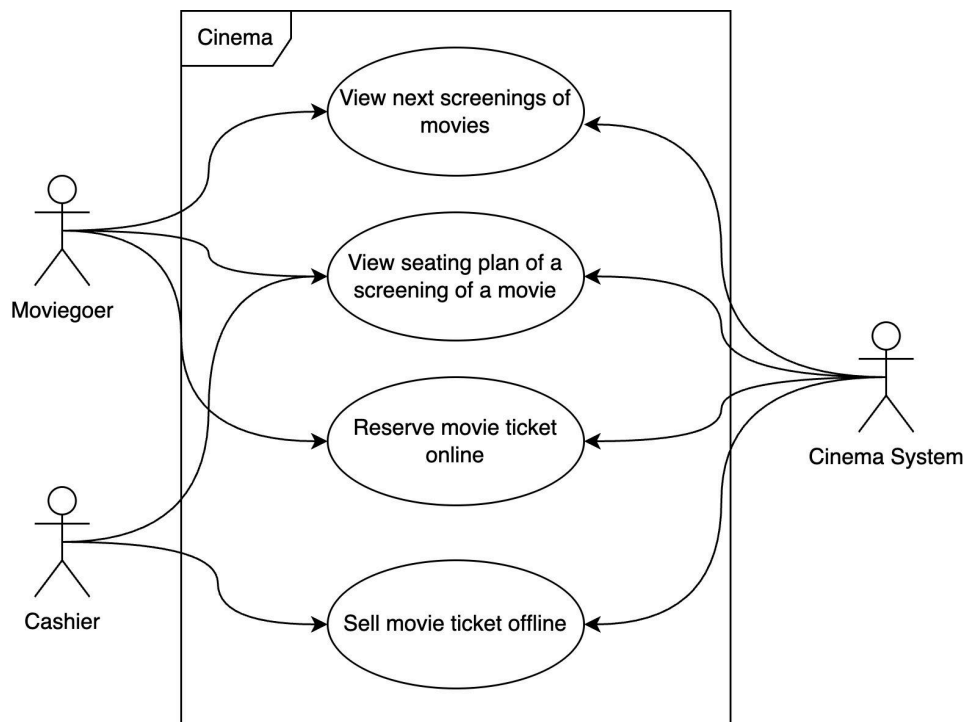 Cinema
View next screenings of
movies
Moviegoer
View seating plan of a
screening of a movie
Cinema System
Reserve movie ticket
online
Cashier
Sell movie ticket offline